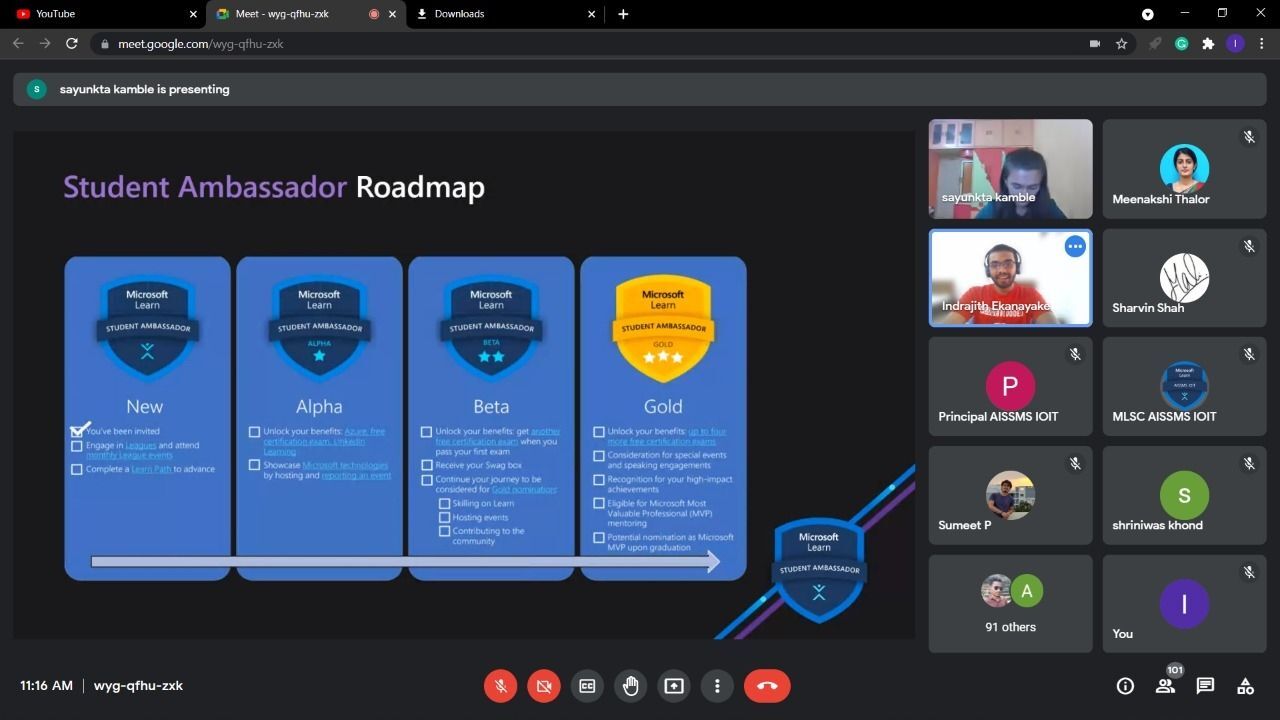 YouTube
Meet - wyg-qfhu-zxk
Downloads
meet.google.com/wyg-qfhu-zxk
I
S
sayunkta kamble is presenting
Student Ambassador Roadmap
Microsoft
Learn
STUDENT AMBASSADOR
New
You've been invited
Engage in Leagues and attend
monthly League events
Complete a Learn Path to advance
Microsoft
Learn
STUDENT AMBASSADOR
ALPHA
Alpha
Unlock your benefits: Azure, free
certification exam, LinkedIn
Learning
Showcase Microsoft technologies
by hosting and reporting an event
Microsoft
Learn
STUDENT AMBASSADOR
BETA
Beta
Unlock your benefits: get another
free certification exam when you
pass your first exam
Receive your Swag box
Continue your journey to be
considered for Gold nomination:
Skilling on Learn
Hosting events
Contributing to the
community
Microsoft
Learn
STUDENT AMBASSADOR
GOLD
Gold
Unlock your benefits: up to four
more free certification exams
Consideration for special events
and speaking engagements
Recognition for your high-impact
achievements
Eligible for Microsoft Most
Valuable Professional (MVP)
mentoring
Potential nomination as Microsoft
MVP upon graduation
Microsoft
Learn
STUDENT AMBASSADOR
sayunkta kamble
Meenakshi Thalor
Indrajith Ekanayake
Sharvin Shah
P
Principal AISSMS IOIT
Microsoft
Learn
AISSMS IOIT
MLSC AISSMS IOIT
Sumeet P
S
shriniwas khond
A
91 others
I
You
11:16 AM | wyg-qfhu-zxk
CC
101